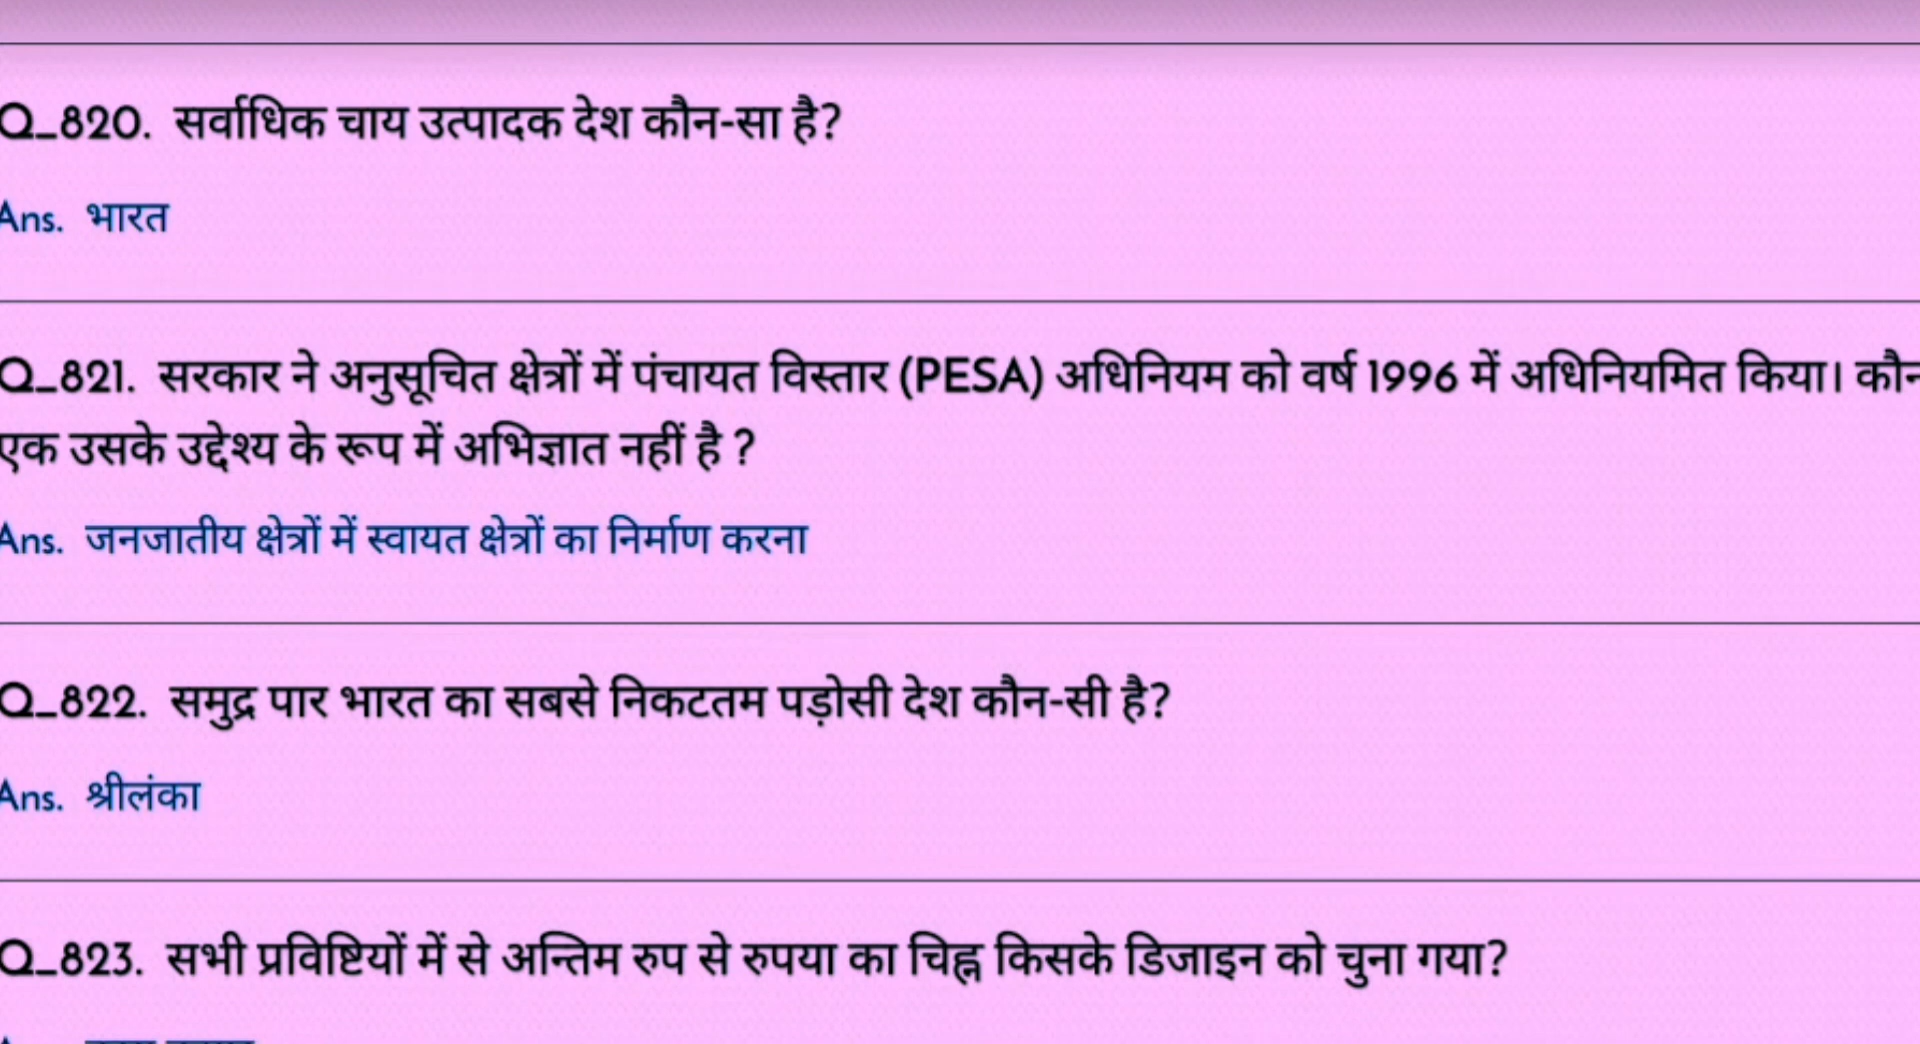 Q_820. सर्वाधिक चाय उत्पादक देश कौन-सा है?
Ans. भारत
Q_821. सरकार ने अनुसूचित क्षेत्रों में पंचायत विस्तार (PESA) अधिनियम को वर्ष 1996 में अधिनियमित किया। कौन
एक उसके उद्देश्य के रूप में अभिज्ञात नहीं है ?
Ans. जनजातीय क्षेत्रों में स्वायत क्षेत्रों का निर्माण करना
Q_822. समुद्र पार भारत का सबसे निकटतम पड़ोसी देश कौन-सी है?
Ans. श्रीलंका
Q_823. सभी प्रविष्टियों में से अन्तिम रुप से रुपया का चिह्न किसके डिजाइन को चुना गया?